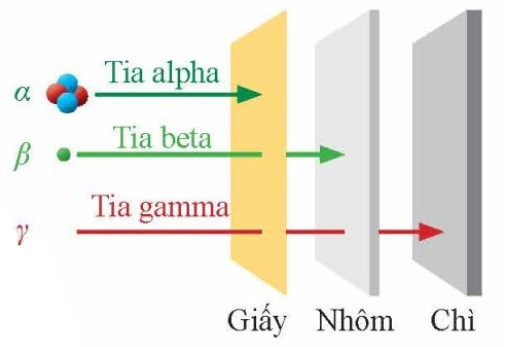 α Tia alpha
β Tia beta
γ Tia gamma
Giấy Nhôm Chì